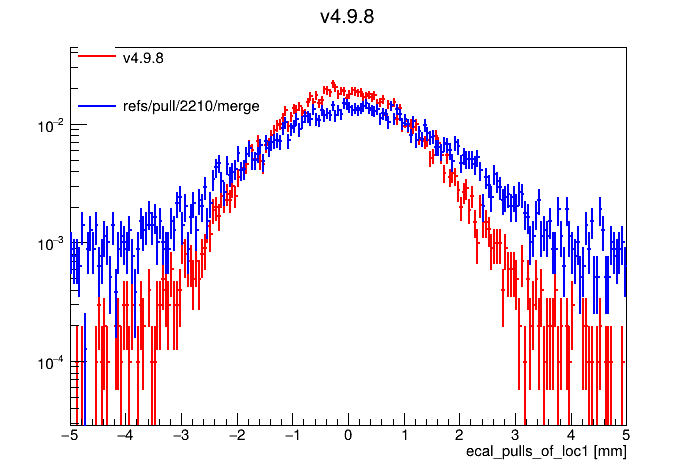 v4.9.8
v4.9.8
refs/pull/2210/merge
10−2
10−3
10−4
−5 −4 −3 −2 −1 0 1 2 3 4 5
ecal_pulls_of_loc1 [mm]